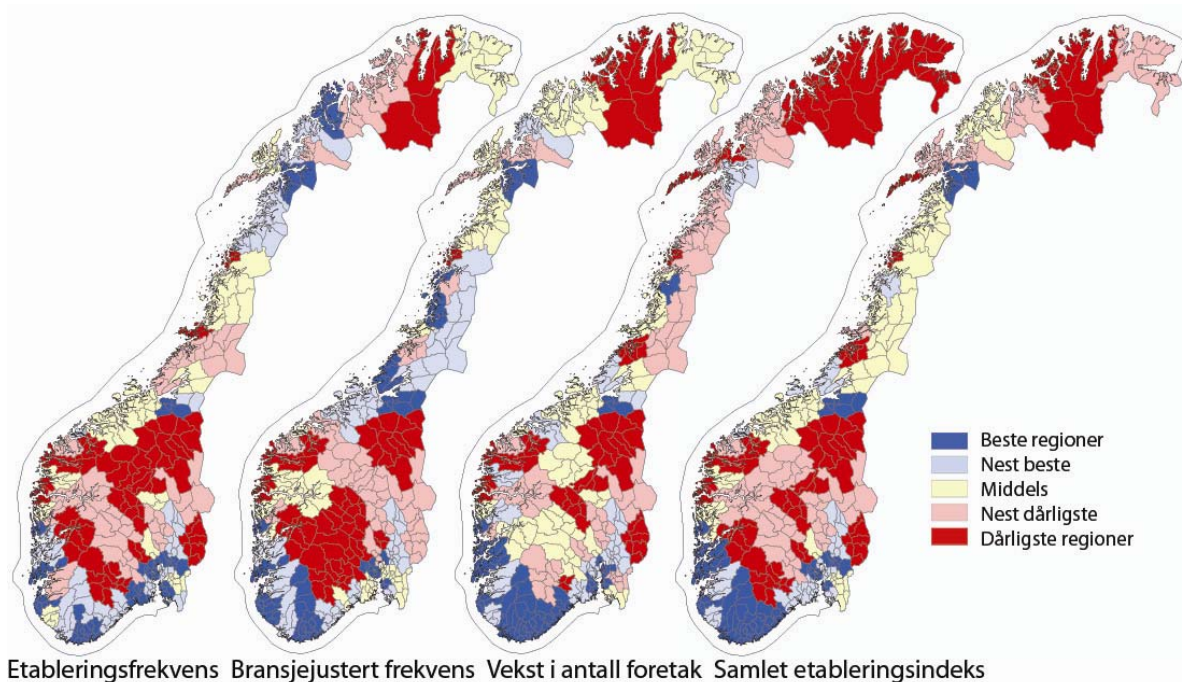 Beste regioner
Nest beste
Middels
Nest dårligste
Dårligste regioner
Etableringsfrekvens Bransjejustert frekvens Vekst i antall foretak Samlet etableringsindeks